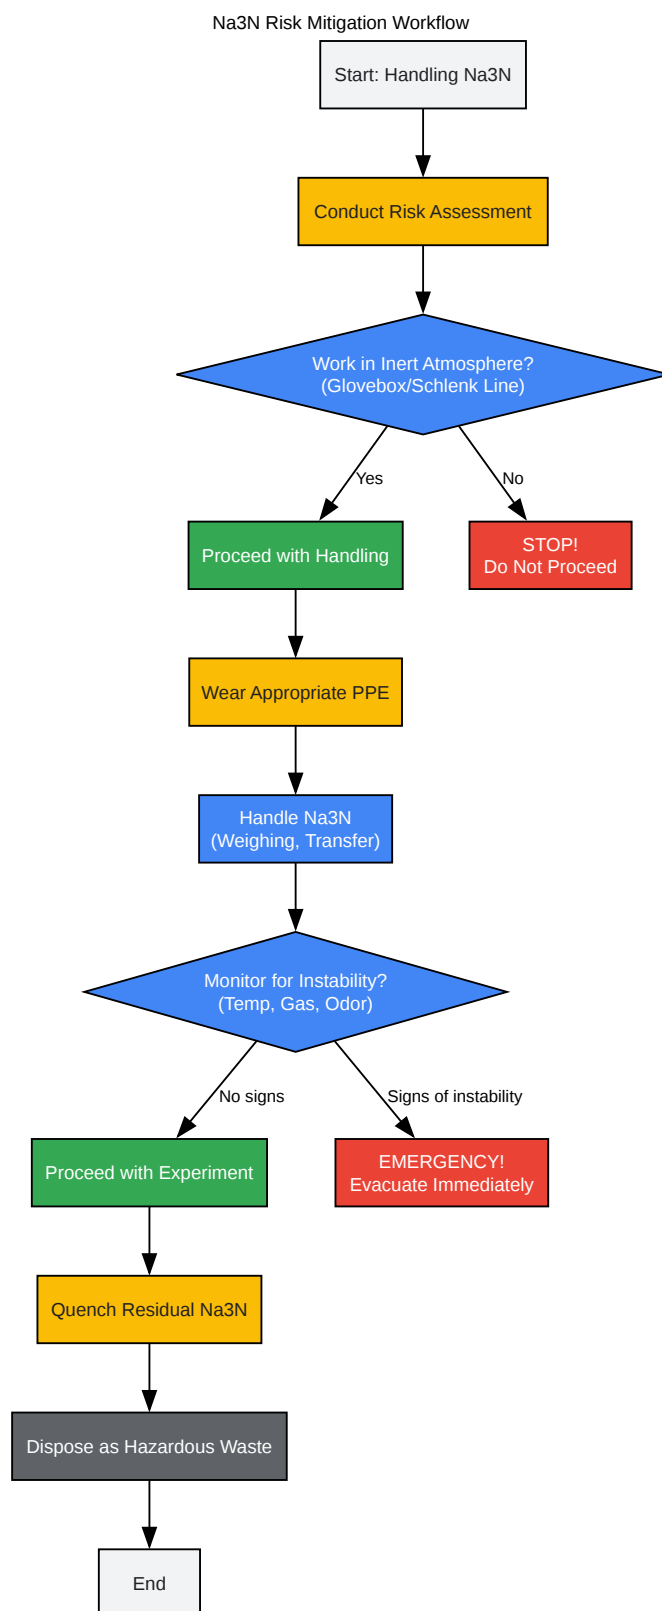 Na3N Risk Mitigation Workflow
Start: Handling Na3N
Conduct Risk Assessment
Work in Inert Atmosphere?
(Glovebox/Schlenk Line)
Yes
No
Proceed with Handling
STOP!
Do Not Proceed
Wear Appropriate PPE
Handle Na3N
(Weighing, Transfer)
Monitor for Instability?
(Temp, Gas, Odor)
No signs
Signs of instability
Proceed with Experiment
EMERGENCY!
Evacuate Immediately
Quench Residual Na3N
Dispose as Hazardous Waste
End